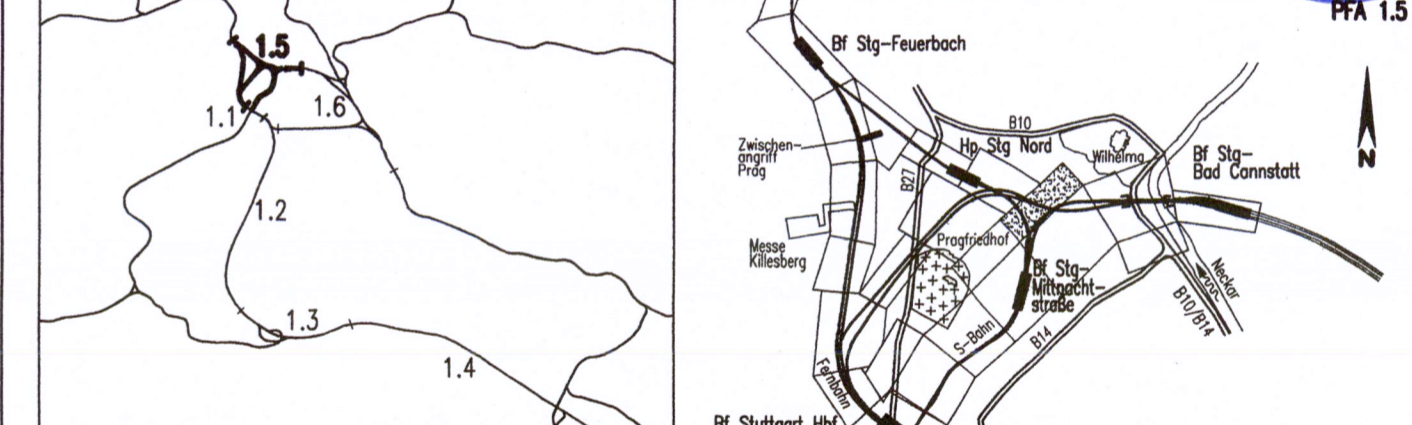 1.5
1.6
1.1
1.2
1.3
1.4
PFA 1.5
Bf Stg-Feuerbach
B10
N
Zwischen-
angriff
Prag
Hp Stg Nord
Wilhelma
Bf Stg-
Bad Cannstatt
B27
Messe
Killesberg
Pragfriedhof
Bf Stg-
Mittnacht-
straße
Neckar
B10/B14
S-Bahn
B14
Fernbahn
Bf Stuttgart Hbf